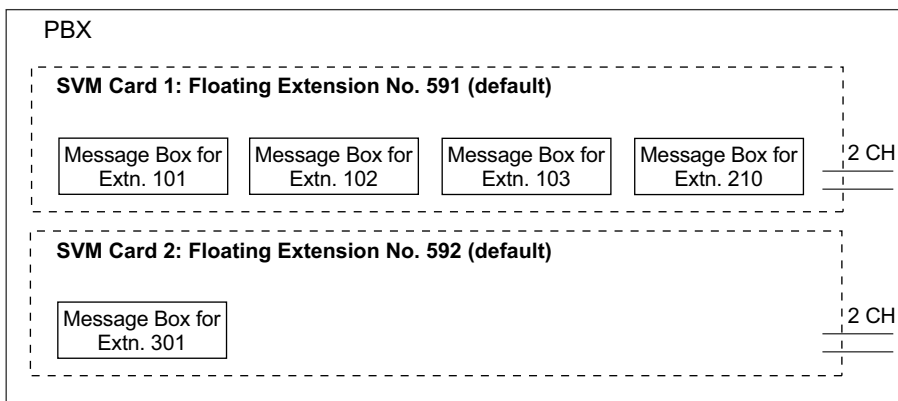 PBX
SVM Card 1: Floating Extension No. 591 (default)
Message Box for
Extn. 101
Message Box for
Extn. 102
Message Box for
Extn. 103
Message Box for
Extn. 210
2 CH
SVM Card 2: Floating Extension No. 592 (default)
Message Box for
Extn. 301
2 CH